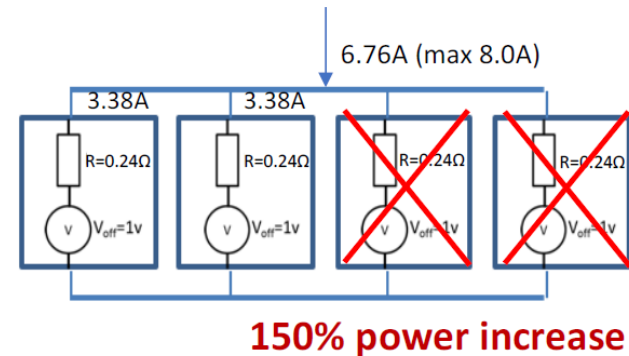 6.76A (max 8.0A)
3.38A 3.38A
R=0.24Ω R=0.24Ω R=0.24Ω R=0.24Ω
V Voff=1v V Voff=1v V Voff=1v V Voff=1v
150% power increase